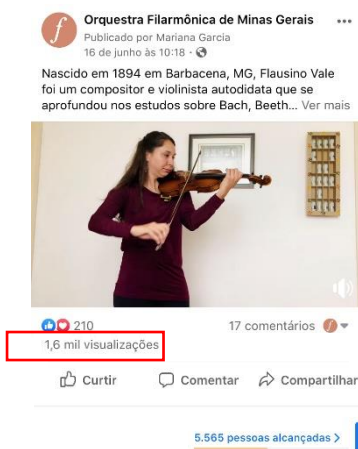 Orquestra Filarmônica de Minas Gerais ...
Publicado por Mariana Garcia
16 de junho às 10:18 ·
Nascido em 1894 em Barbacena, MG, Flausino Vale
foi um compositor e violinista autodidata que se
aprofundou nos estudos sobre Bach, Beeth... Ver mais
210
17 comentários
1,6 mil visualizações
Curtir
Comentar
Compartilhar
5.565 pessoas alcançadas >